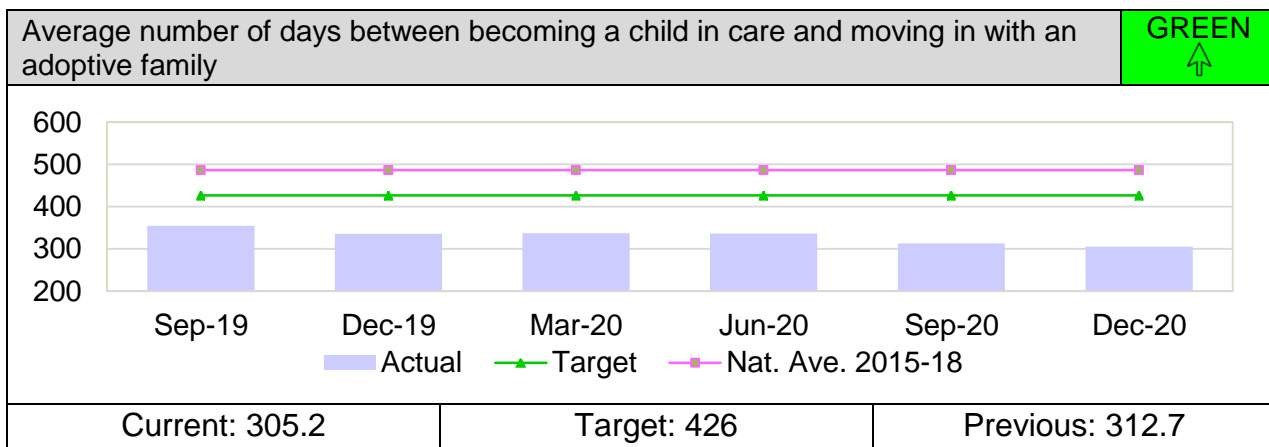 Average number of days between becoming a child in care and moving in with an
adoptive family
GREEN
600
500
400
300
200
Sep-19 Dec-19 Mar-20 Jun-20 Sep-20 Dec-20
Actual Target Nat. Ave. 2015-18
Current: 305.2 Target: 426 Previous: 312.7